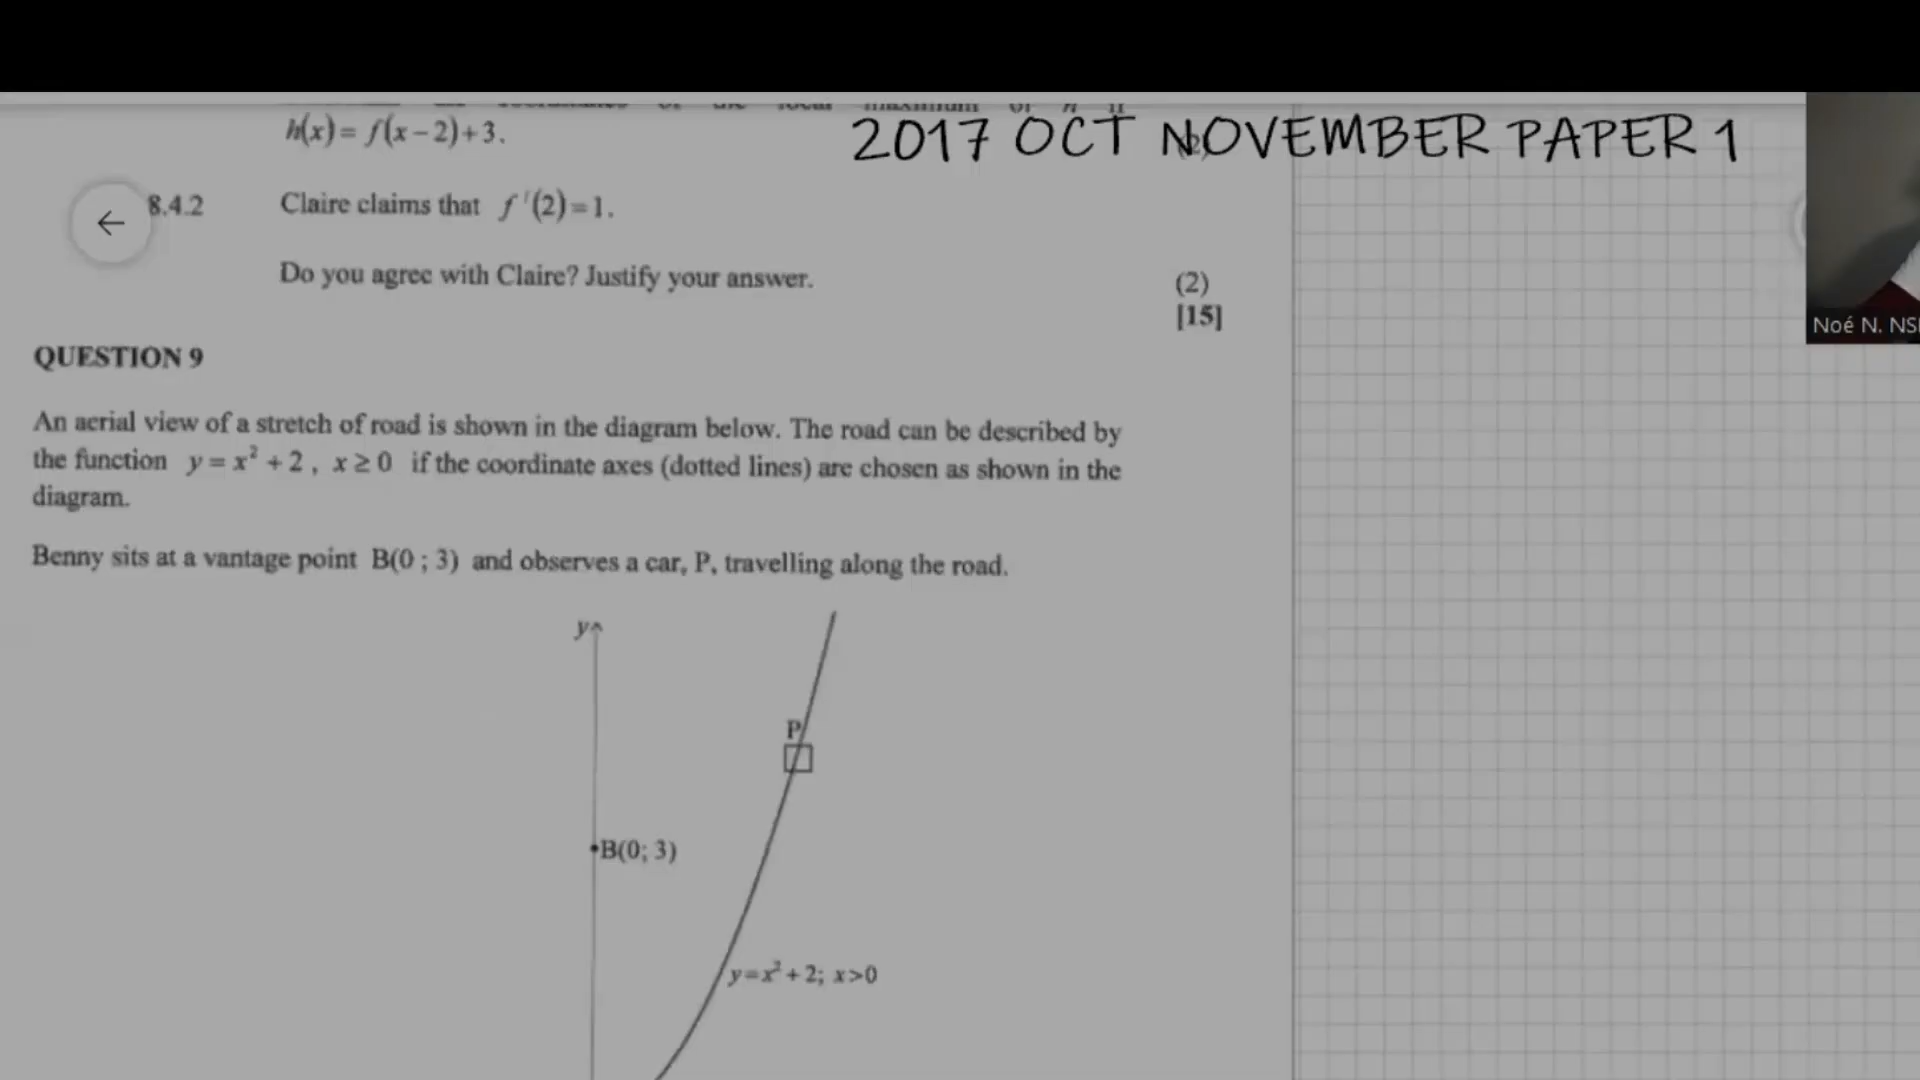 h(x) = f(x − 2) + 3.
2017 OCT NOVEMBER PAPER 1
8.4.2 Claire claims that f ′(2) = 1.
Do you agree with Claire? Justify your answer. (2)
[15]
QUESTION 9
An aerial view of a stretch of road is shown in the diagram below. The road can be described by
the function y = x² + 2 , x ≥ 0 if the coordinate axes (dotted lines) are chosen as shown in the
diagram.
Benny sits at a vantage point B(0 ; 3) and observes a car, P, travelling along the road.
y
P
B(0; 3)
y=x² + 2; x>0
Noé N. NS